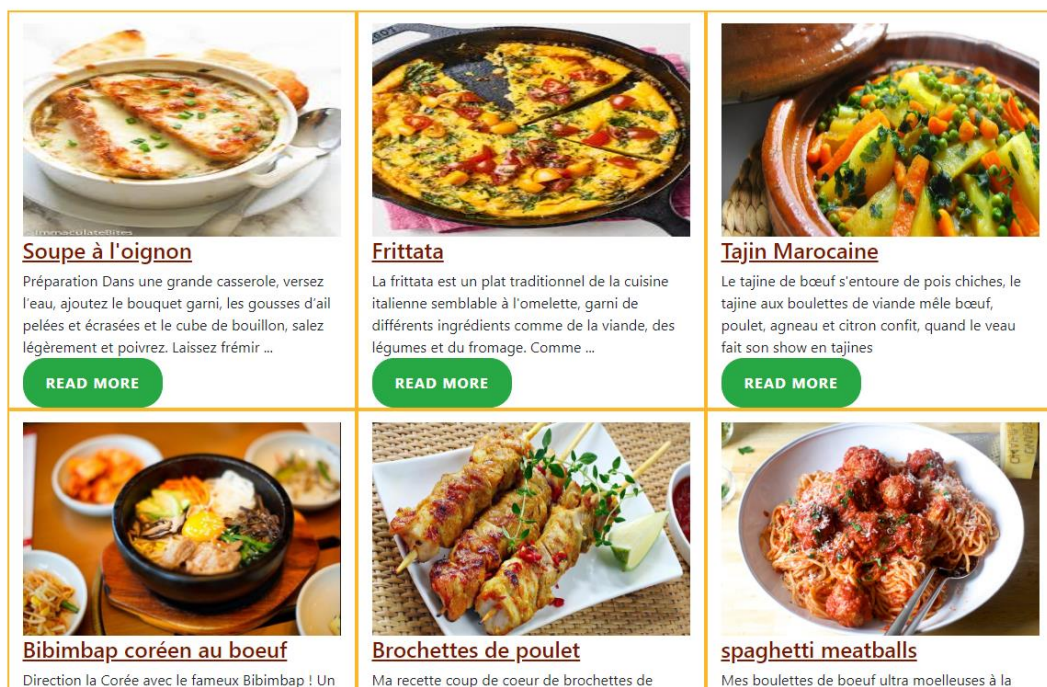 ImmaculateBites
Soupe à l'oignon
Préparation Dans une grande casserole, versez
l'eau, ajoutez le bouquet garni, les gousses d'ail
pelées et écrasées et le cube de bouillon, salez
légèrement et poivrez. Laissez frémir ...
READ MORE
Frittata
La frittata est un plat traditionnel de la cuisine
italienne semblable à l'omelette, garni de
différents ingrédients comme de la viande, des
légumes et du fromage. Comme ...
READ MORE
Tajin Marocaine
Le tajine de bœuf s'entoure de pois chiches, le
tajine aux boulettes de viande mêle bœuf,
poulet, agneau et citron confit, quand le veau
fait son show en tajines
READ MORE
Bibimbap coréen au boeuf
Direction la Corée avec le fameux Bibimbap ! Un
Brochettes de poulet
Ma recette coup de coeur de brochettes de
spaghetti meatballs
Mes boulettes de boeuf ultra moelleuses à la